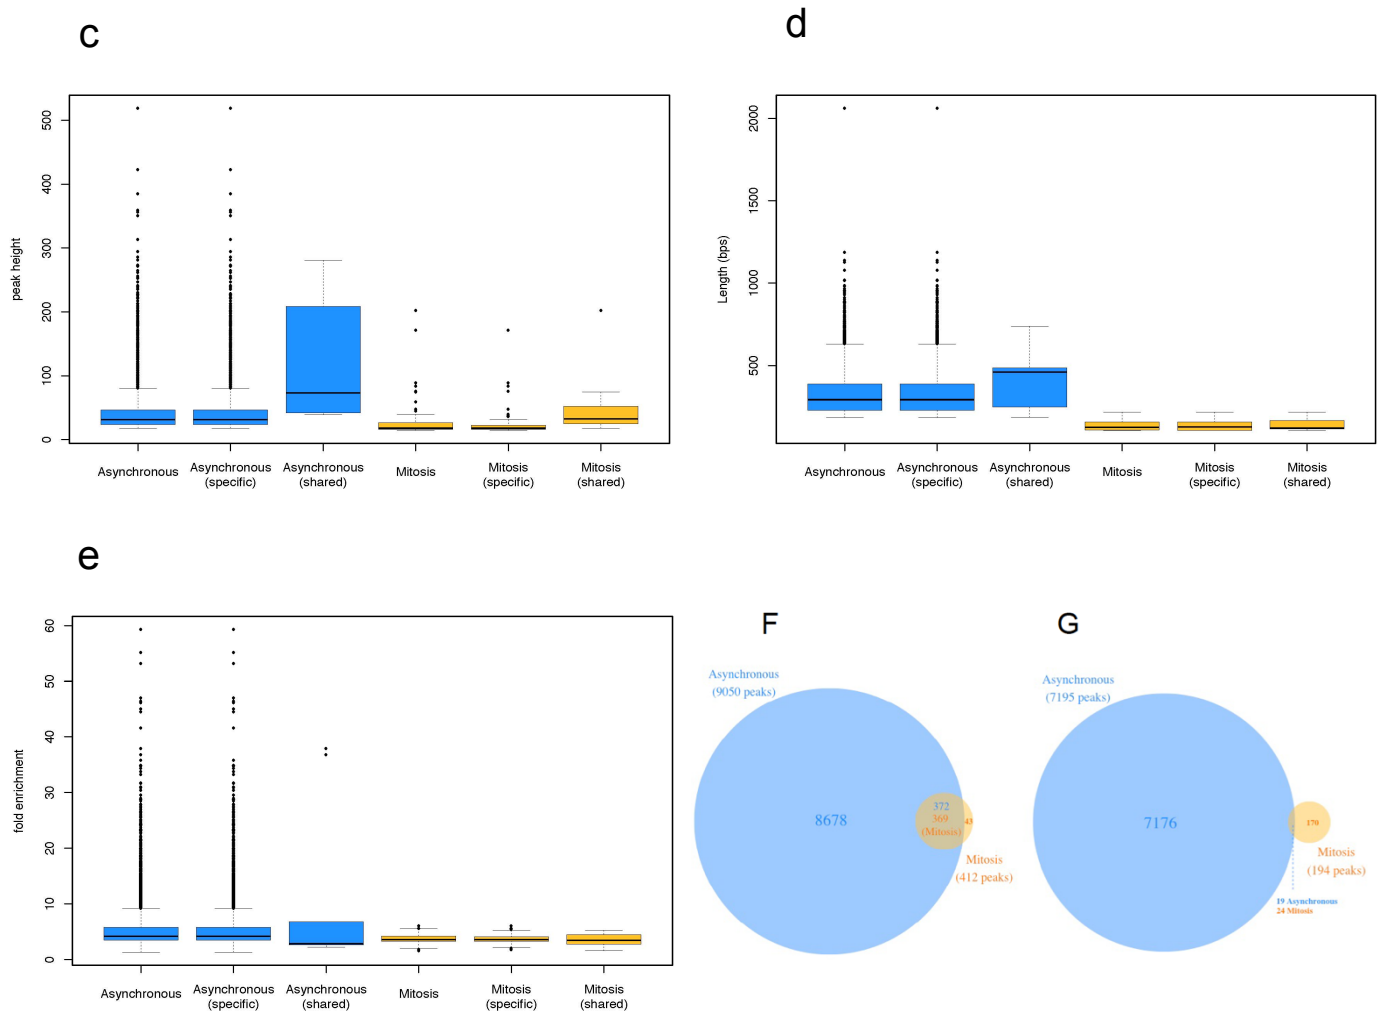 c
peak height
500
400
300
200
100
0
Asynchronous
Asynchronous
(specific)
Asynchronous
(shared)
Mitosis
Mitosis
(specific)
Mitosis
(shared)
d
Length (bps)
2000
1500
1000
500
Asynchronous
Asynchronous
(specific)
Asynchronous
(shared)
Mitosis
Mitosis
(specific)
Mitosis
(shared)
e
fold enrichment
60
50
40
30
20
10
0
Asynchronous
Asynchronous
(specific)
Asynchronous
(shared)
Mitosis
Mitosis
(specific)
Mitosis
(shared)
F
Asynchronous
(9050 peaks)
8678
372
369
(Mitosis)
43
Mitosis
(412 peaks)
G
Asynchronous
(7195 peaks)
7176
170
Mitosis
(194 peaks)
19 Asynchronous
24 Mitosis